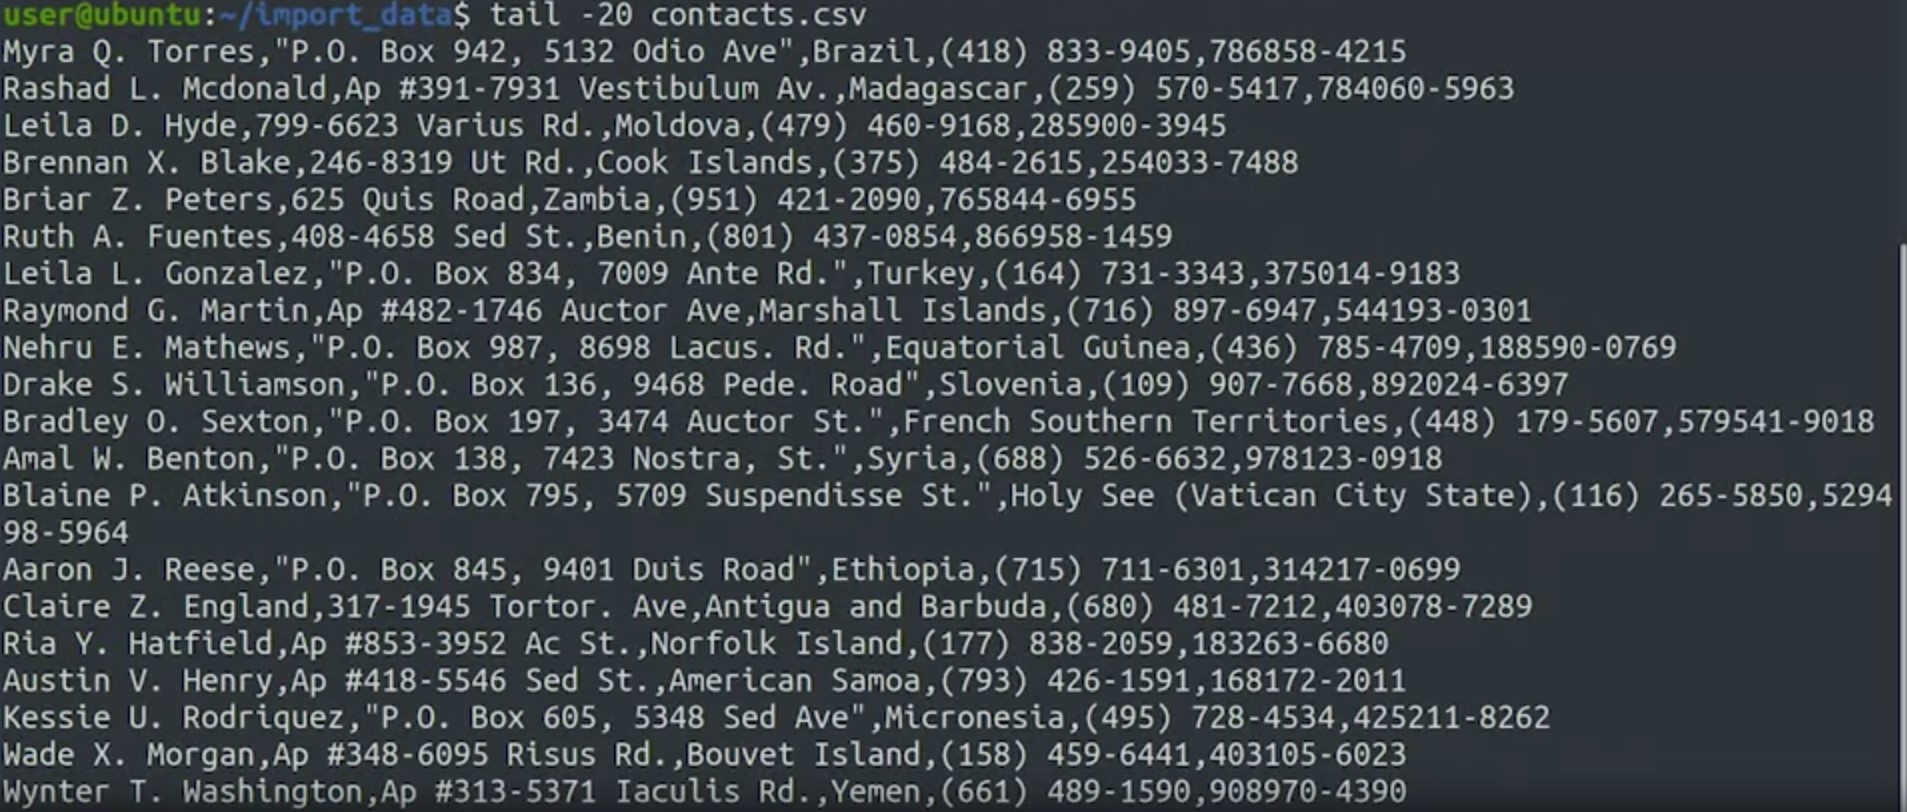 user@ubuntu:~/import_data$ tail -20 contacts.csv
Myra Q. Torres,"P.O. Box 942, 5132 Odio Ave",Brazil,(418) 833-9405,786858-4215
Rashad L. Mcdonald,Ap #391-7931 Vestibulum Av.,Madagascar,(259) 570-5417,784060-5963
Leila D. Hyde,799-6623 Varius Rd.,Moldova,(479) 460-9168,285900-3945
Brennan X. Blake,246-8319 Ut Rd.,Cook Islands,(375) 484-2615,254033-7488
Briar Z. Peters,625 Quis Road,Zambia,(951) 421-2090,765844-6955
Ruth A. Fuentes,408-4658 Sed St.,Benin,(801) 437-0854,866958-1459
Leila L. Gonzalez,"P.O. Box 834, 7009 Ante Rd.",Turkey,(164) 731-3343,375014-9183
Raymond G. Martin,Ap #482-1746 Auctor Ave,Marshall Islands,(716) 897-6947,544193-0301
Nehru E. Mathews,"P.O. Box 987, 8698 Lacus. Rd.",Equatorial Guinea,(436) 785-4709,188590-0769
Drake S. Williamson,"P.O. Box 136, 9468 Pede. Road",Slovenia,(109) 907-7668,892024-6397
Bradley O. Sexton,"P.O. Box 197, 3474 Auctor St.",French Southern Territories,(448) 179-5607,579541-9018
Amal W. Benton,"P.O. Box 138, 7423 Nostra, St.",Syria,(688) 526-6632,978123-0918
Blaine P. Atkinson,"P.O. Box 795, 5709 Suspendisse St.",Holy See (Vatican City State),(116) 265-5850,5294
98-5964
Aaron J. Reese,"P.O. Box 845, 9401 Duis Road",Ethiopia,(715) 711-6301,314217-0699
Claire Z. England,317-1945 Tortor. Ave,Antigua and Barbuda,(680) 481-7212,403078-7289
Ria Y. Hatfield,Ap #853-3952 Ac St.,Norfolk Island,(177) 838-2059,183263-6680
Austin V. Henry,Ap #418-5546 Sed St.,American Samoa,(793) 426-1591,168172-2011
Kessie U. Rodriquez,"P.O. Box 605, 5348 Sed Ave",Micronesia,(495) 728-4534,425211-8262
Wade X. Morgan,Ap #348-6095 Risus Rd.,Bouvet Island,(158) 459-6441,403105-6023
Wynter T. Washington,Ap #313-5371 Iaculis Rd.,Yemen,(661) 489-1590,908970-4390